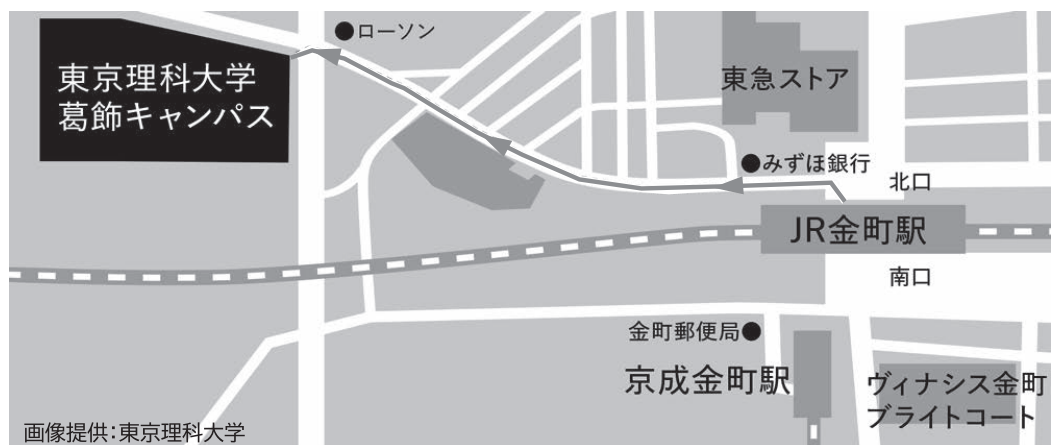 ローソン
東京理科大学
葛飾キャンパス
東急ストア
みずほ銀行
北口
JR金町駅
南口
金町郵便局
京成金町駅
ヴィナシス金町
ブライトコート
画像提供:東京理科大学